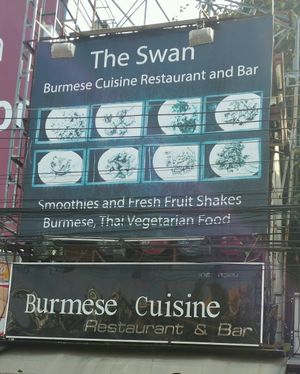 The Swan
Burmese Cuisine Restaurant and Bar
Smoothies and Fresh Fruit Shakes
Burmese, Thai Vegetarian Food
Burmese Cuisine
Restaurant & Bar